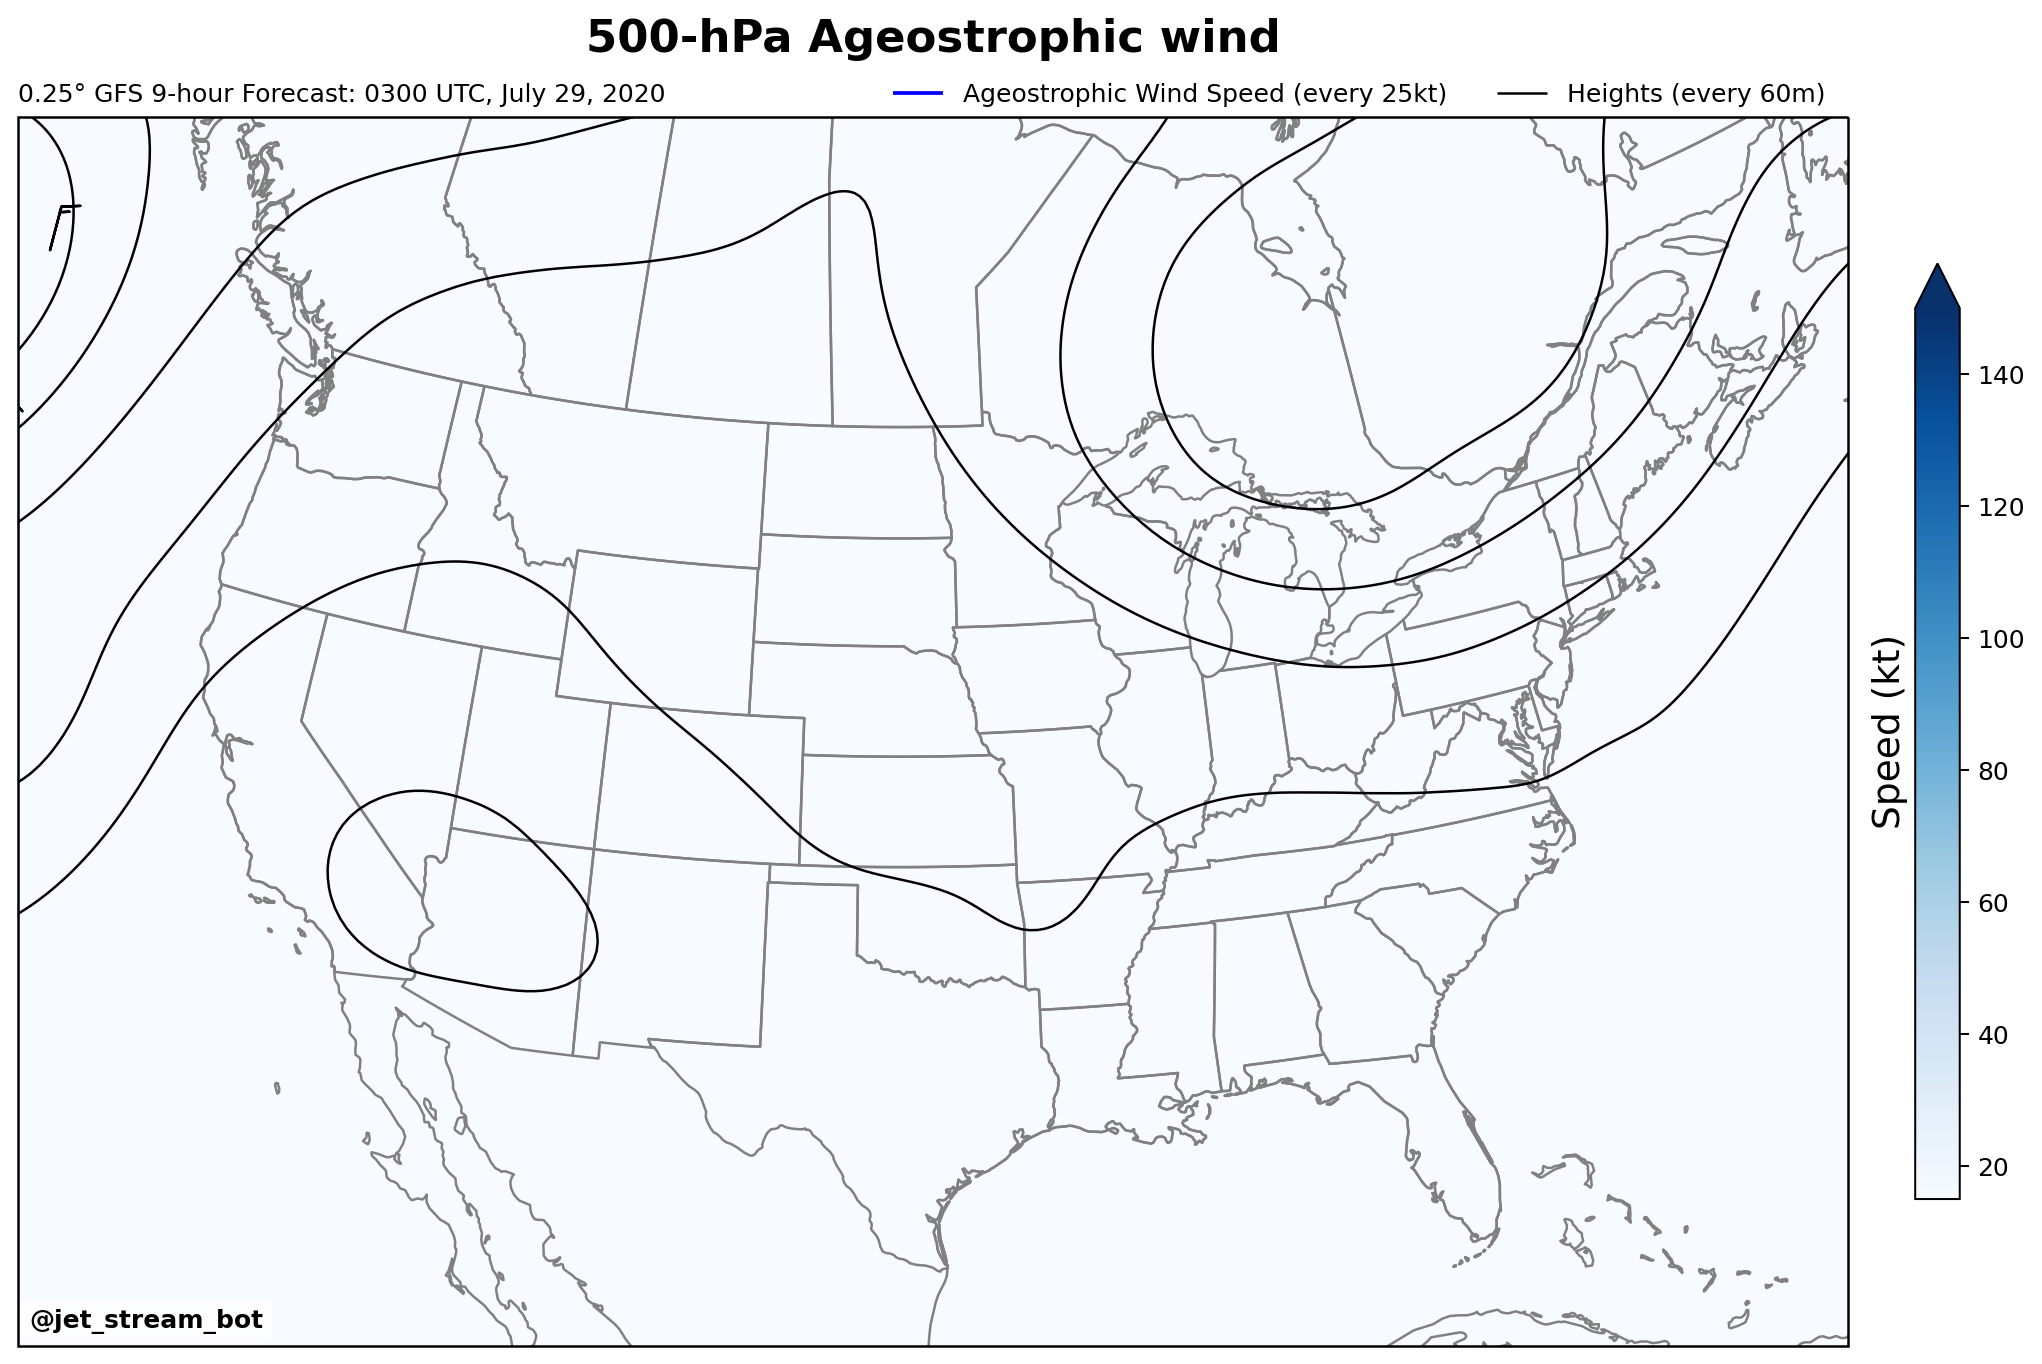 500-hPa Ageostrophic wind
0.25° GFS 9-hour Forecast: 0300 UTC, July 29, 2020
Ageostrophic Wind Speed (every 25kt)
Heights (every 60m)
140
120
100
80
60
40
20
Speed (kt)
@jet_stream_bot